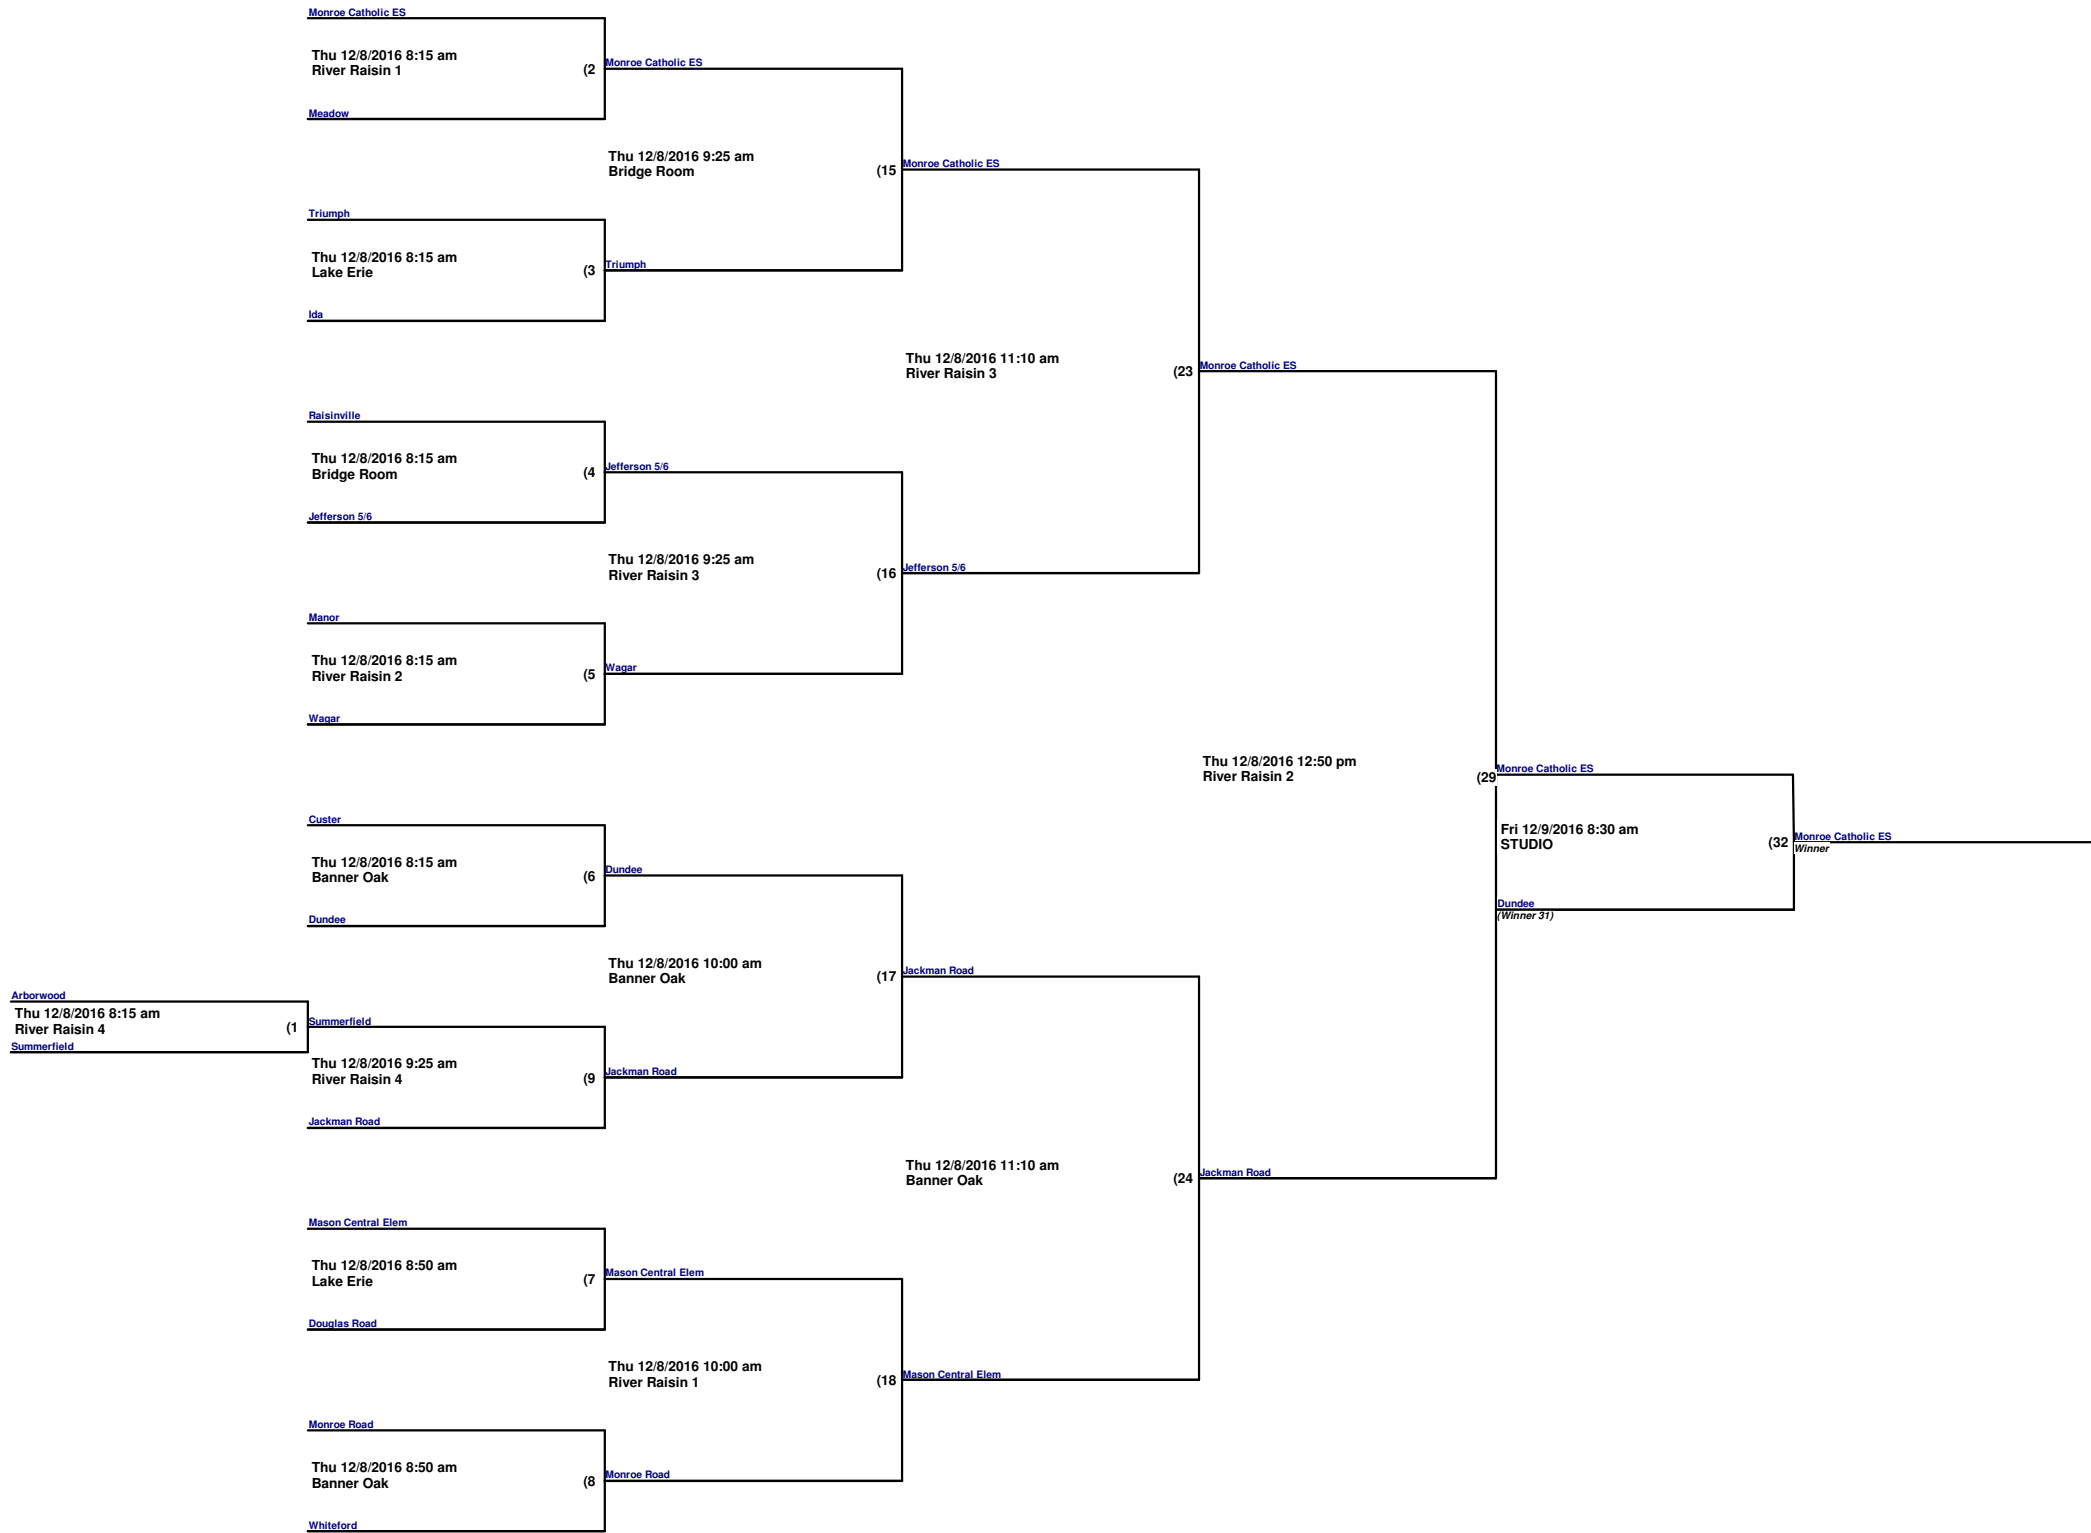 Monroe Catholic ES
Thu 12/8/2016 8:15 am
River Raisin 1
(2
Monroe Catholic ES
Meadow
Thu 12/8/2016 9:25 am
Bridge Room
(15
Monroe Catholic ES
Triumph
Thu 12/8/2016 8:15 am
Lake Erie
(3
Triumph
Ida
Thu 12/8/2016 11:10 am
River Raisin 3
(23
Monroe Catholic ES
Raisinville
Thu 12/8/2016 8:15 am
Bridge Room
(4
Jefferson 5/6
Jefferson 5/6
Thu 12/8/2016 9:25 am
River Raisin 3
(16
Jefferson 5/6
Manor
Thu 12/8/2016 8:15 am
River Raisin 2
(5
Wagar
Wagar
Thu 12/8/2016 12:50 pm
River Raisin 2
(29
Monroe Catholic ES
Custer
Thu 12/8/2016 8:15 am
Banner Oak
(6
Dundee
Fri 12/9/2016 8:30 am
STUDIO
(32
Monroe Catholic ES
Winner
Dundee
(Winner 31)
Dundee
Thu 12/8/2016 10:00 am
Banner Oak
(17
Jackman Road
Arborwood
Thu 12/8/2016 8:15 am
River Raisin 4
(1
Summerfield
Summerfield
Thu 12/8/2016 9:25 am
River Raisin 4
(9
Jackman Road
Jackman Road
Thu 12/8/2016 11:10 am
Banner Oak
(24
Jackman Road
Mason Central Elem
Thu 12/8/2016 8:50 am
Lake Erie
(7
Mason Central Elem
Douglas Road
Thu 12/8/2016 10:00 am
River Raisin 1
(18
Mason Central Elem
Monroe Road
Thu 12/8/2016 8:50 am
Banner Oak
(8
Monroe Road
Whiteford